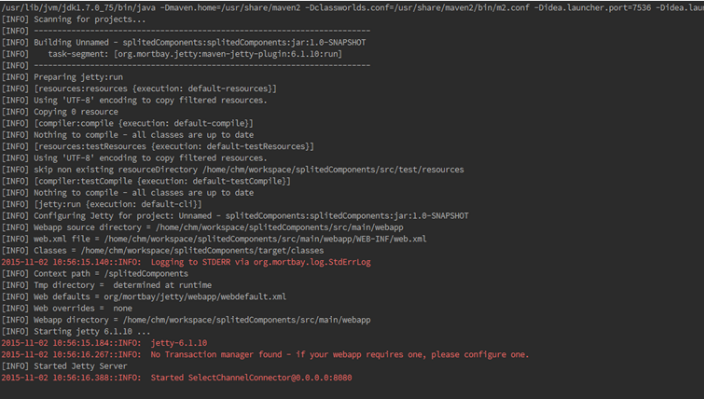 /usr/lib/jvm/jdk1.7.0_75/bin/java -Dmaven.home=/usr/share/maven2 -Dclassworlds.conf=/usr/share/maven2/bin/m2.conf -Didea.launcher.port=7536 -Didea.lau
[INFO] Scanning for projects...
[INFO] ------------------------------------------------------------------------
[INFO] Building Unnamed - splitedComponents:splitedComponents:jar:1.0-SNAPSHOT
[INFO]    task-segment: [org.mortbay.jetty:maven-jetty-plugin:6.1.10:run]
[INFO] ------------------------------------------------------------------------
[INFO] Preparing jetty:run
[INFO] [resources:resources {execution: default-resources}]
[INFO] Using 'UTF-8' encoding to copy filtered resources.
[INFO] Copying 0 resource
[INFO] [compiler:compile {execution: default-compile}]
[INFO] Nothing to compile - all classes are up to date
[INFO] [resources:testResources {execution: default-testResources}]
[INFO] Using 'UTF-8' encoding to copy filtered resources.
[INFO] skip non existing resourceDirectory /home/chm/workspace/splitedComponents/src/test/resources
[INFO] [compiler:testCompile {execution: default-testCompile}]
[INFO] Nothing to compile - all classes are up to date
[INFO] [jetty:run {execution: default-cli}]
[INFO] Configuring Jetty for project: Unnamed - splitedComponents:splitedComponents:jar:1.0-SNAPSHOT
[INFO] Webapp source directory = /home/chm/workspace/splitedComponents/src/main/webapp
[INFO] web.xml file = /home/chm/workspace/splitedComponents/src/main/webapp/WEB-INF/web.xml
[INFO] Classes = /home/chm/workspace/splitedComponents/target/classes
2015-11-02 10:56:15.140::INFO:  Logging to STDERR via org.mortbay.log.StdErrLog
[INFO] Context path = /splitedComponents
[INFO] Tmp directory =  determined at runtime
[INFO] Web defaults = org/mortbay/jetty/webapp/webdefault.xml
[INFO] Web overrides =  none
[INFO] Webapp directory = /home/chm/workspace/splitedComponents/src/main/webapp
[INFO] Starting jetty 6.1.10 ...
2015-11-02 10:56:15.184::INFO:  jetty-6.1.10
2015-11-02 10:56:16.267::INFO:  No Transaction manager found - if your webapp requires one, please configure one.
[INFO] Started Jetty Server
2015-11-02 10:56:16.388::INFO:  Started SelectChannelConnector@0.0.0.0:8080